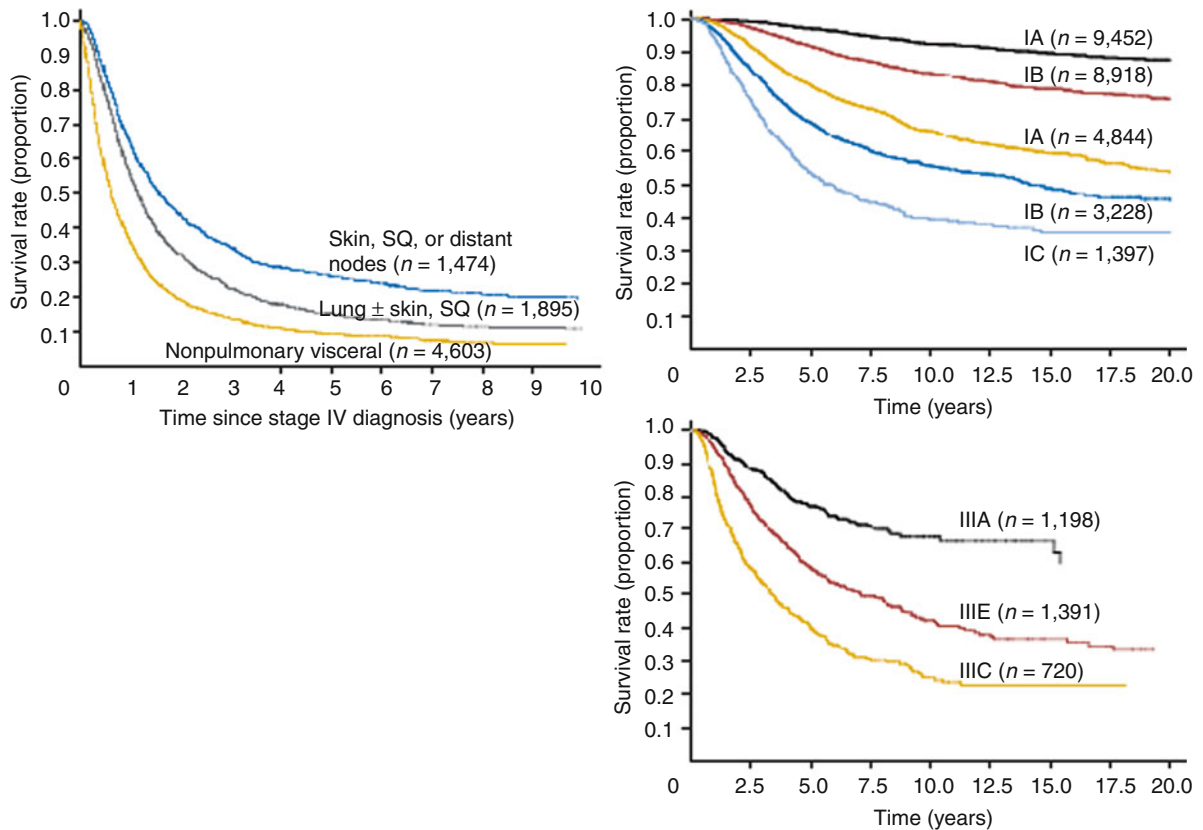 1.0
0.9
0.8
0.7
0.6
0.5
0.4
0.3
0.2
0.1
Survival rate (proportion)
Skin, SQ, or distant
nodes (n = 1,474)
Lung ± skin, SQ (n = 1,895)
Nonpulmonary visceral (n = 4,603)
0 1 2 3 4 5 6 7 8 9 10
Time since stage IV diagnosis (years)
1.0
0.9
0.8
0.7
0.6
0.5
0.4
0.3
0.2
0.1
Survival rate (proportion)
IA (n = 9,452)
IB (n = 8,918)
IA (n = 4,844)
IB (n = 3,228)
IC (n = 1,397)
0 2.5 5.0 7.5 10.0 12.5 15.0 17.5 20.0
Time (years)
1.0
0.9
0.8
0.7
0.6
0.5
0.4
0.3
0.2
0.1
Survival rate (proportion)
IIIA (n = 1,198)
IIIE (n = 1,391)
IIIC (n = 720)
0 2.5 5.0 7.5 10.0 12.5 15.0 17.5 20.0
Time (years)